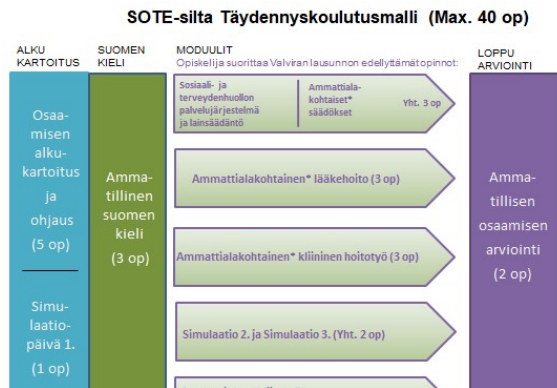 SOTE-silta Täydennyskoulutusmalli (Max. 40 op)
ALKU
KARTOITUS
SUOMEN
KIELI
MODUULIT
Opiskelija suorittaa Valviran lausunnon edellyttämät opinnot:
LOPPU
ARVIOINTI
Osaa-
misen
alku-
kartoitus
ja
ohjaus
(5 op)
Simu-
laatio-
päivä 1.
(1 op)
Amma-
tillinen
suomen
kieli
(3 op)
Sosiaali- ja
terveydenhuollon
palvelujärjestelmä
ja lainsäädäntö
Ammattiala-
kohtaiset*
säädökset
Yht. 3 op
Ammattialakohtainen* lääkehoito (3 op)
Ammattialakohtainen* kliininen hoitotyö (3 op)
Simulaatio 2. ja Simulaatio 3. (Yht. 2 op)
Amma-
tillisen
osaamisen
arviointi
(2 op)